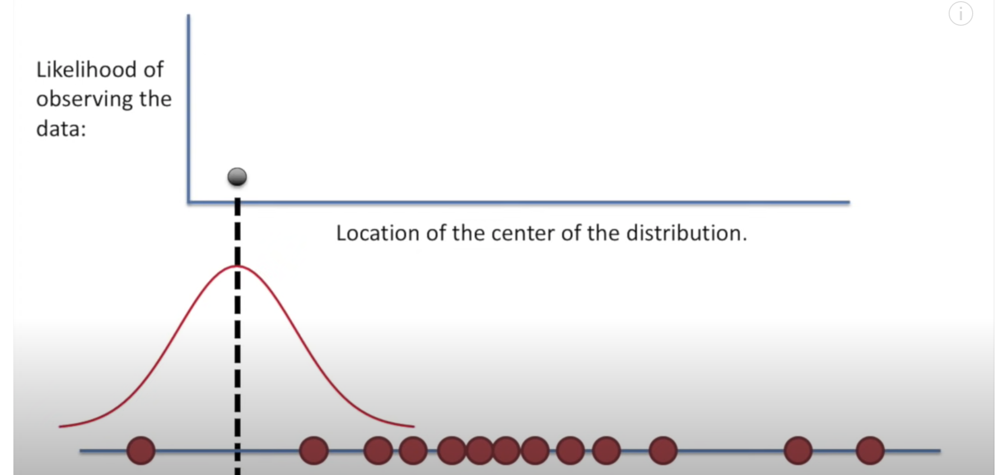 Likelihood of
observing the
data:
Location of the center of the distribution.